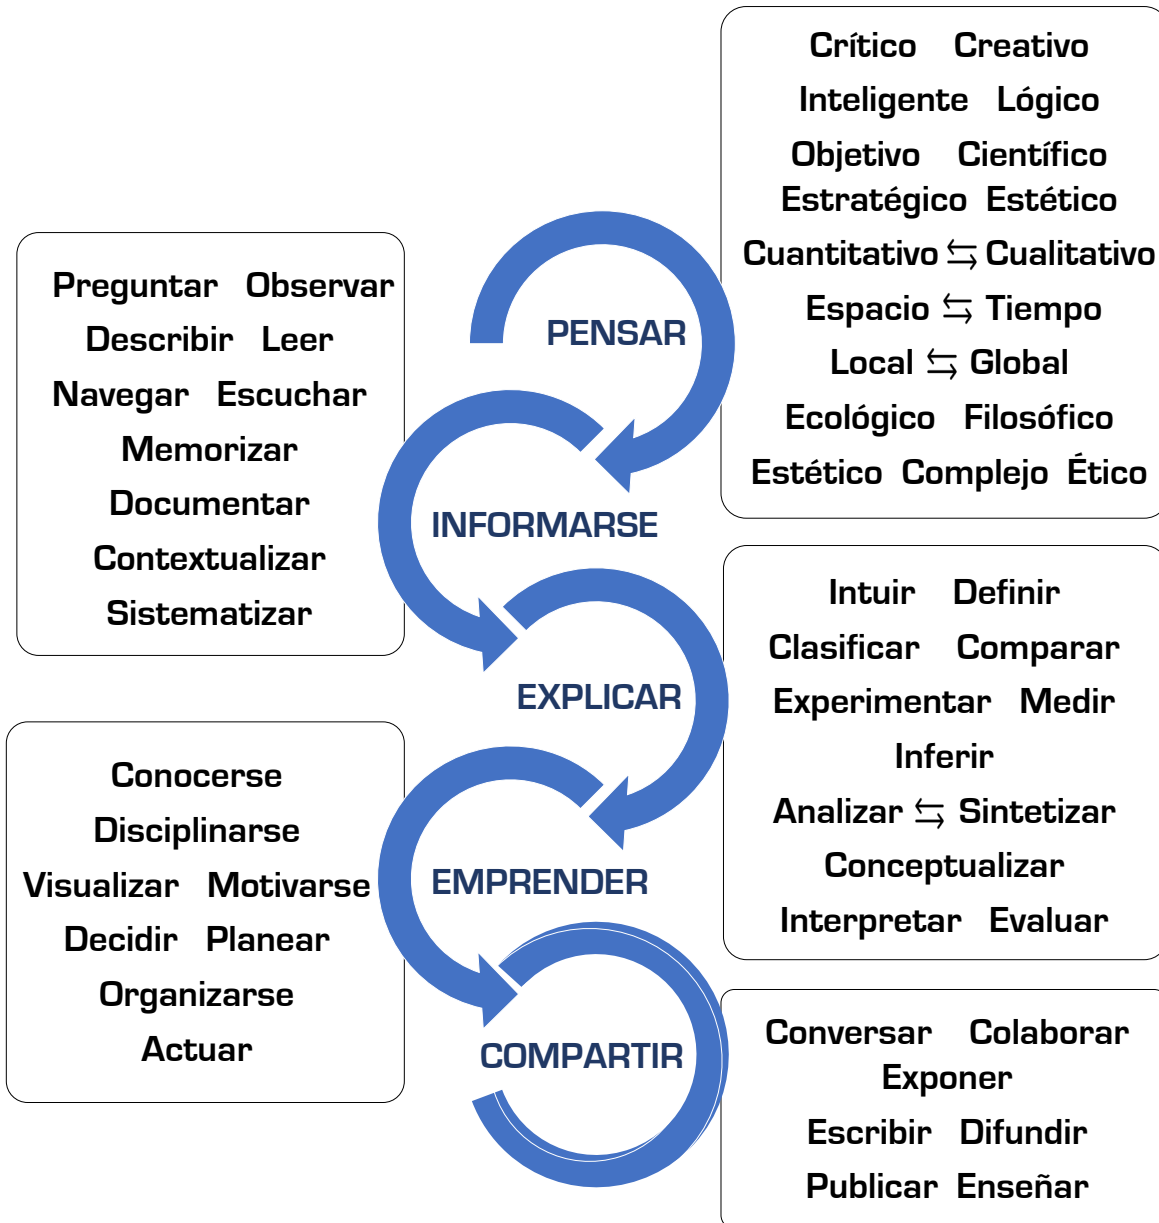 Crítico Creativo
Inteligente Lógico
Objetivo Científico
Estratégico Estético
Cuantitativo ⇆ Cualitativo
Espacio ⇆ Tiempo
Local ⇆ Global
Ecológico Filosófico
Estético Complejo Ético
PENSAR
Preguntar Observar
Describir Leer
Navegar Escuchar
Memorizar
Documentar
Contextualizar
Sistematizar
INFORMARSE
EXPLICAR
Intuir Definir
Clasificar Comparar
Experimentar Medir
Inferir
Analizar ⇆ Sintetizar
Conceptualizar
Interpretar Evaluar
Conocerse
Disciplinarse
Visualizar Motivarse
Decidir Planear
Organizarse
Actuar
EMPRENDER
COMPARTIR
Conversar Colaborar
Exponer
Escribir Difundir
Publicar Enseñar